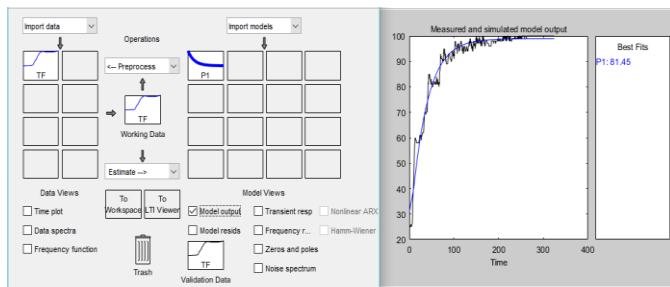 Import data
Operations
Import models
TF
<-- Preprocess
P1
TF
Working Data
Estimate -->
Data Views
To
Workspace
To
LTI Viewer
Model Views
Time plot
Data spectra
Frequency function
Model output
Transient resp
Nonlinear ARX
Model resids
Frequency r...
Hamm-Wiener
Zeros and poles
Noise spectrum
Trash
TF
Validation Data
Measured and simulated model output
100
90
80
70
60
50
40
30
20
0
100
200
300
400
Time
Best Fits
P1: 81.45